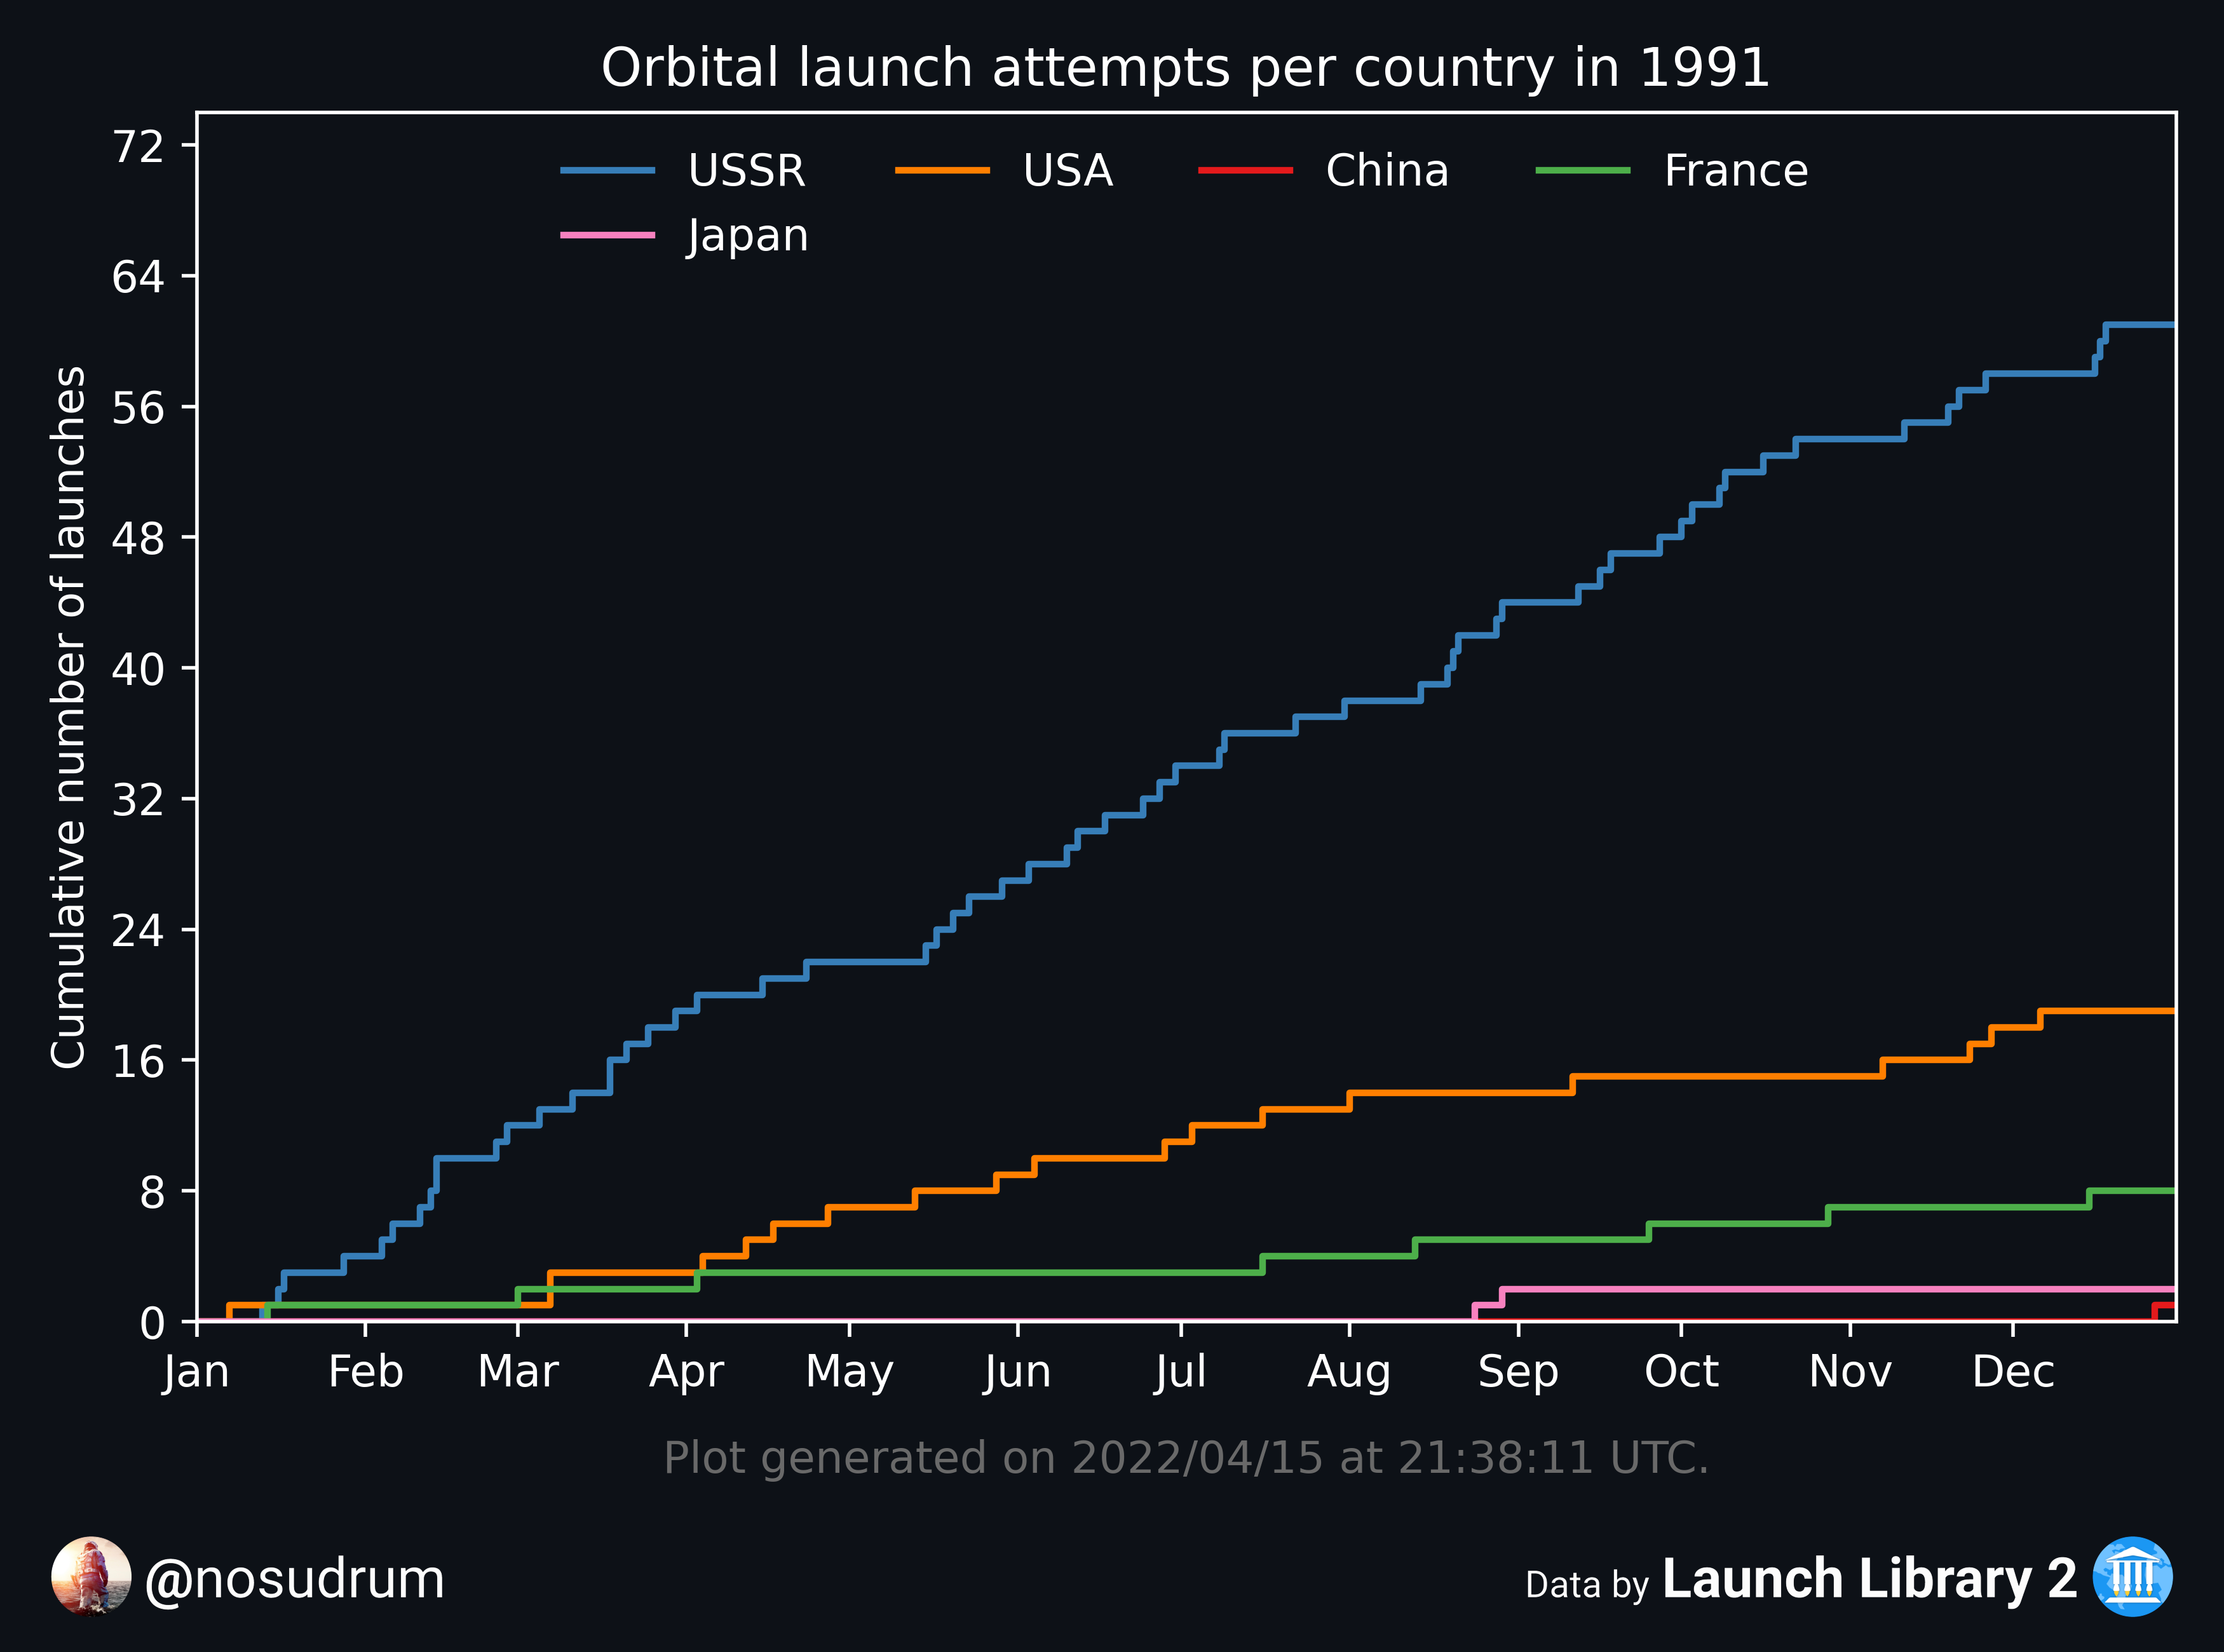 Orbital launch attempts per country in 1991
USSR USA China France
Japan
Cumulative number of launches
72
64
56
48
40
32
24
16
8
0
Jan Feb Mar Apr May Jun Jul Aug Sep Oct Nov Dec
Plot generated on 2022/04/15 at 21:38:11 UTC.
@nosudrum
Data by Launch Library 2